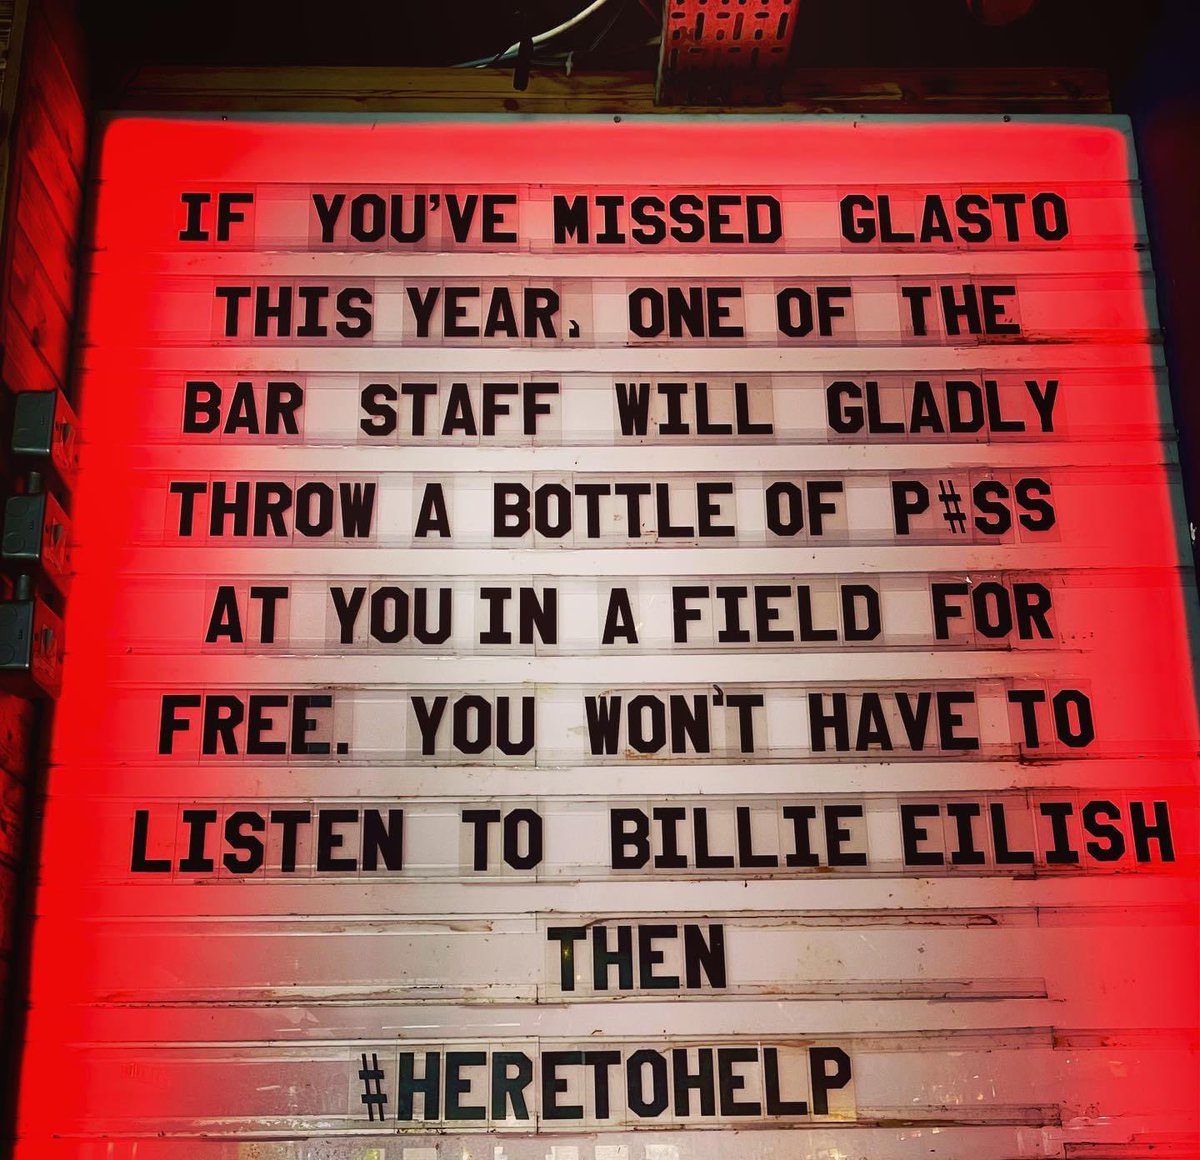 IF YOU'VE MISSED GLASTO
THIS YEAR, ONE OF THE
BAR STAFF WILL GLADLY
THROW A BOTTLE OF P#SS
AT YOU IN A FIELD FOR
FREE. YOU WON'T HAVE TO
LISTEN TO BILLIE EILISH
THEN
#HERETOHELP